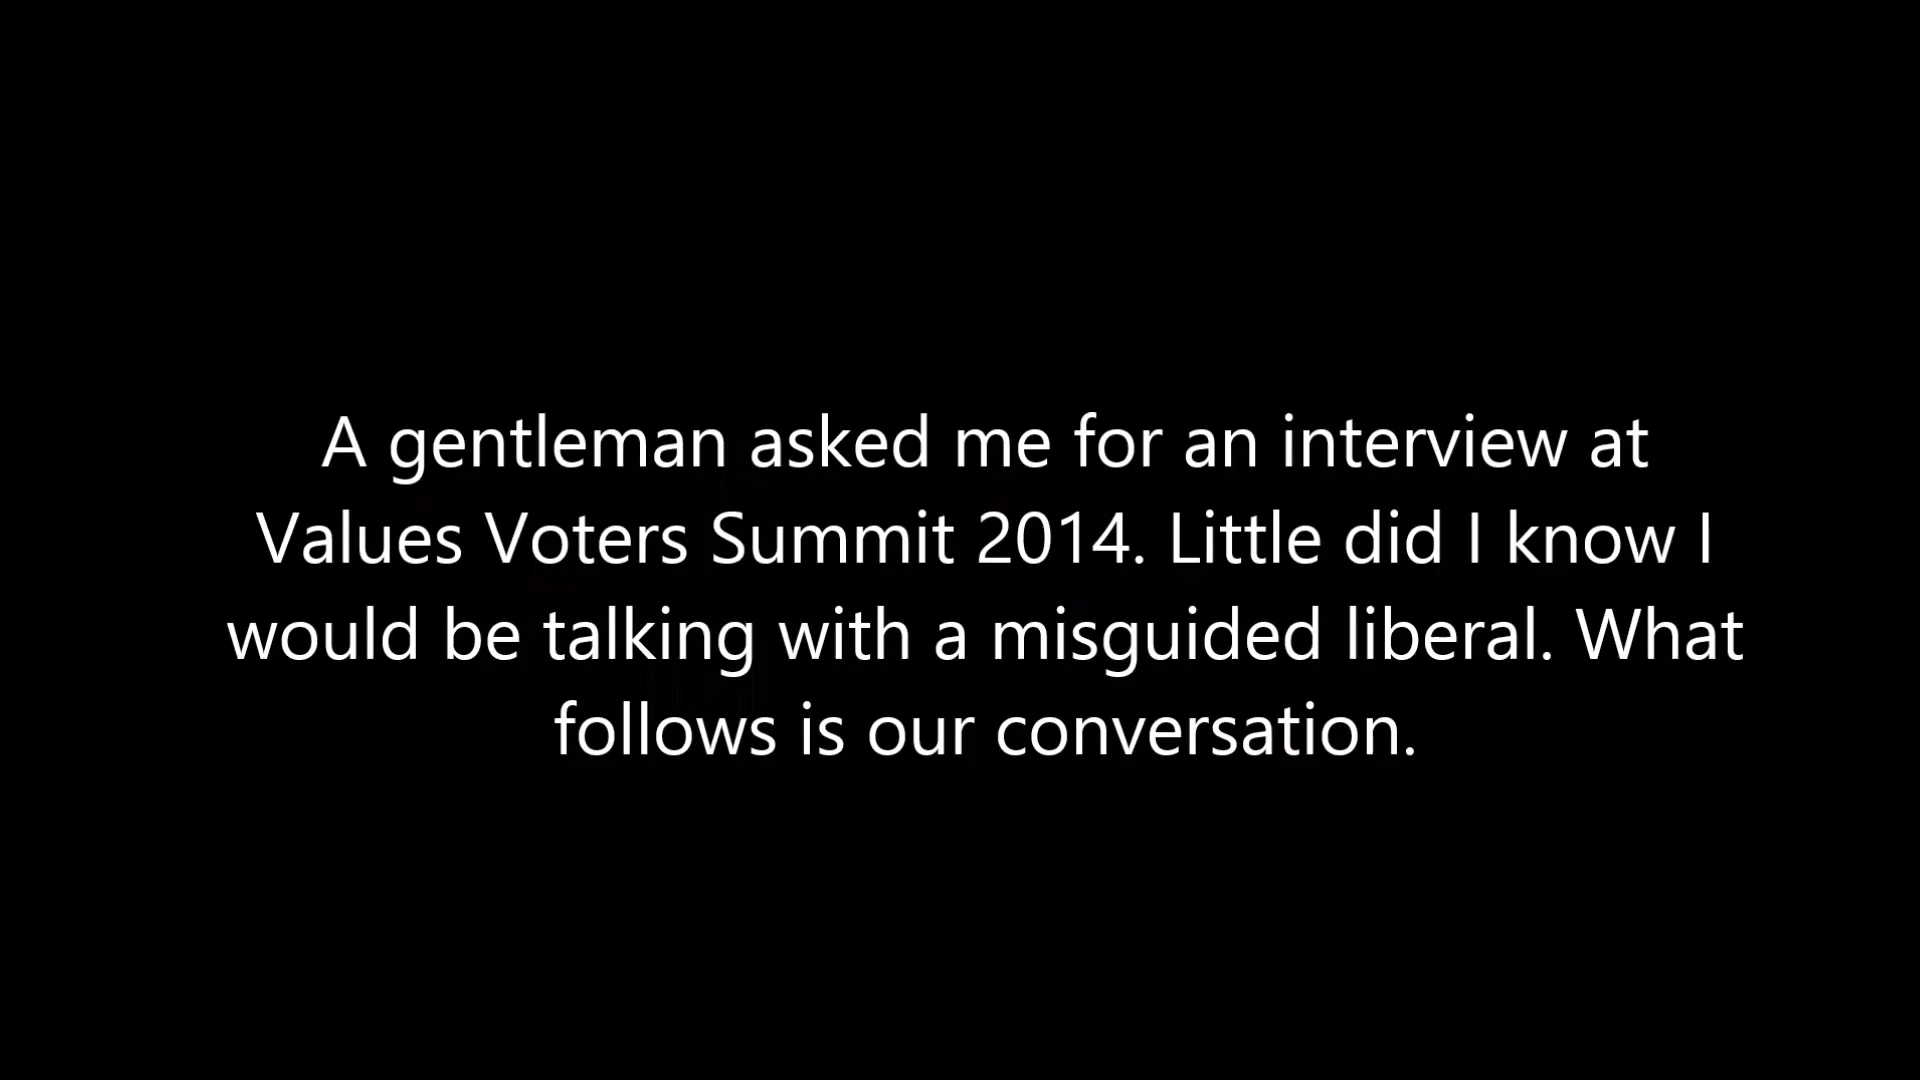 A gentleman asked me for an interview at
Values Voters Summit 2014. Little did I know I
would be talking with a misguided liberal. What
follows is our conversation.